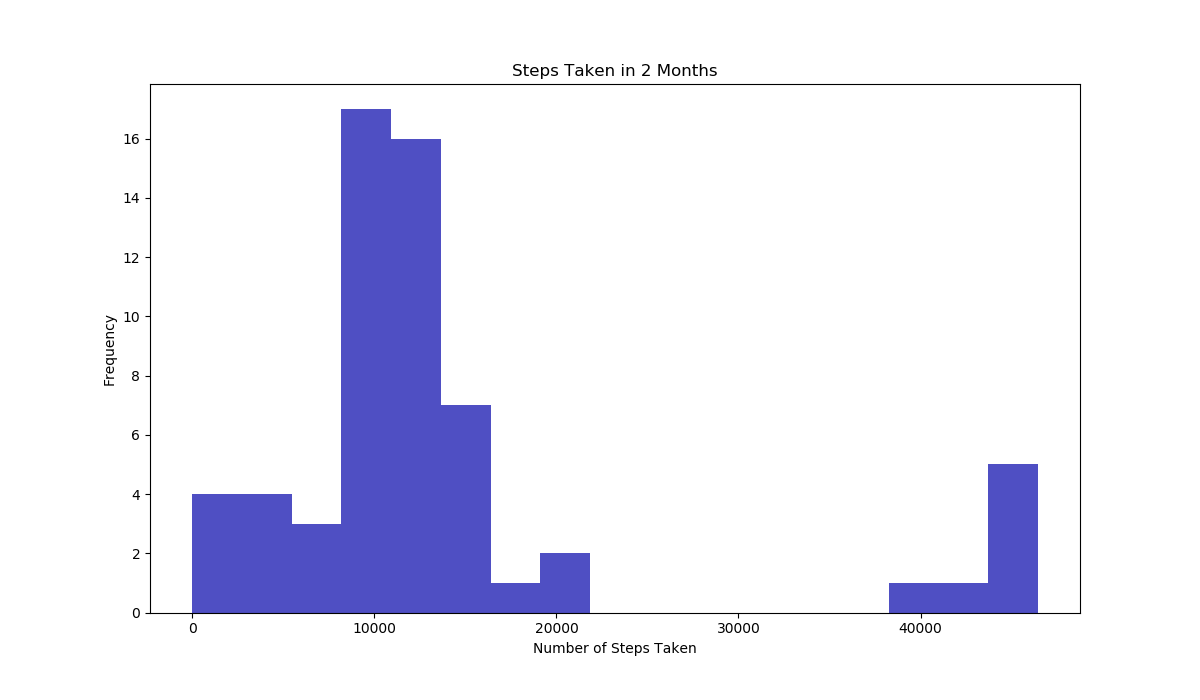 Steps Taken in 2 Months
16
14
12
10
8
6
4
2
0
Frequency
0 10000 20000 30000 40000
Number of Steps Taken